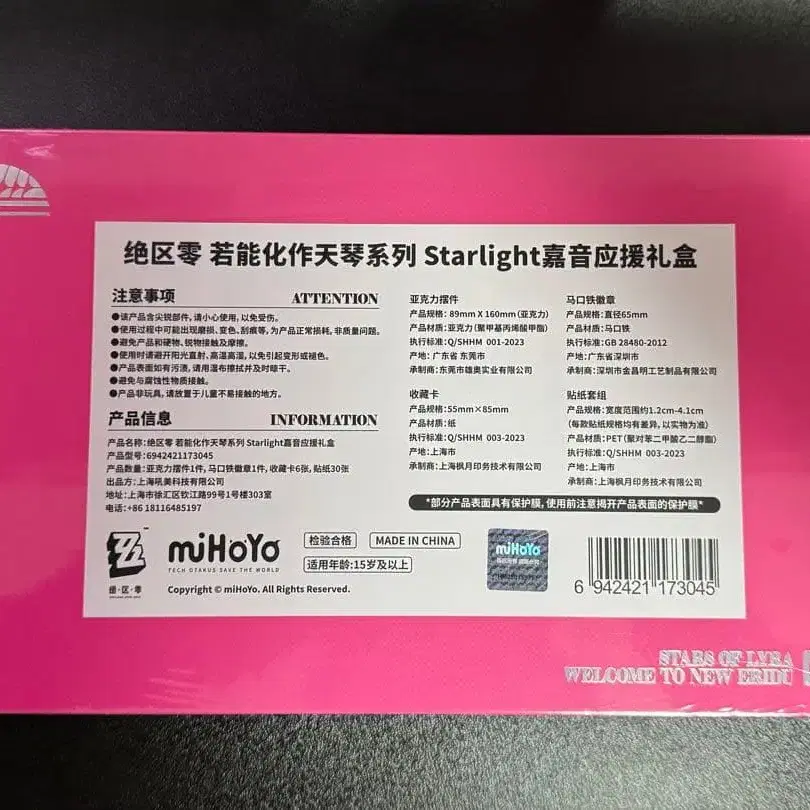 绝区零 若能化作天琴系列 Starlight嘉音应援礼盒
注意事项 ATTENTION
●该产品含尖锐部件,请小心使用,以免受伤。
●使用过程中可能出现磨损、变色、刮痕等,为产品正常损耗,非质量问题。
●避免产品和硬物、锐物接触及摩擦。
●使用时请避开阳光直射、高温高湿,以免引起变形或褪色。
●产品表面如有污渍,请用湿布擦拭并及时晾干。
●避免与腐蚀性物质接触。
●产品非玩具,请放置于儿童不易接触的地方。
产品信息 INFORMATION
产品名称:绝区零 若能化作天琴系列 Starlight嘉音应援礼盒
产品型号:6942421173045
产品数量:亚克力摆件1件, 马口铁徽章1件, 收藏卡6张, 贴纸30张
出品方:上海吼美科技有限公司
地址:上海市徐汇区钦江路99号1号楼303室
电话:+86 18116485197
亚克力摆件
产品规格:89mm X 160mm (亚克力)
产品材质:亚克力(聚甲基丙烯酸甲酯)
执行标准:Q/SHHM 001-2023
产地:广东省 东莞市
承制商:东莞市雄奥实业有限公司
马口铁徽章
产品规格:直径65mm
产品材质:马口铁
执行标准:GB 28480-2012
产地:广东省深圳市
承制商:深圳市金昌明工艺制品有限公司
收藏卡
产品规格:55mm×85mm
产品材质:纸
执行标准:Q/SHHM 003-2023
产地:上海市
承制商:上海枫月印务技术有限公司
贴纸套组
产品规格:宽度范围约1.2cm-4.1cm
(每款贴纸规格均有差异,以实物为准)
产品材质:PET(聚对苯二甲酸乙二醇酯)
执行标准:Q/SHHM 003-2023
产地:上海市
承制商:上海枫月印务技术有限公司
*部分产品表面具有保护膜,使用前注意揭开产品表面的保护膜*
绝·区·零
miHoYo
TECH OTAKUS SAVE THE WORLD
检验合格 MADE IN CHINA
适用年龄:15岁及以上
Copyright © miHoYo. All Rights Reserved.
miHoYo
6 942421 173045
STARS OF LYRA
WELCOME TO NEW ERIDU